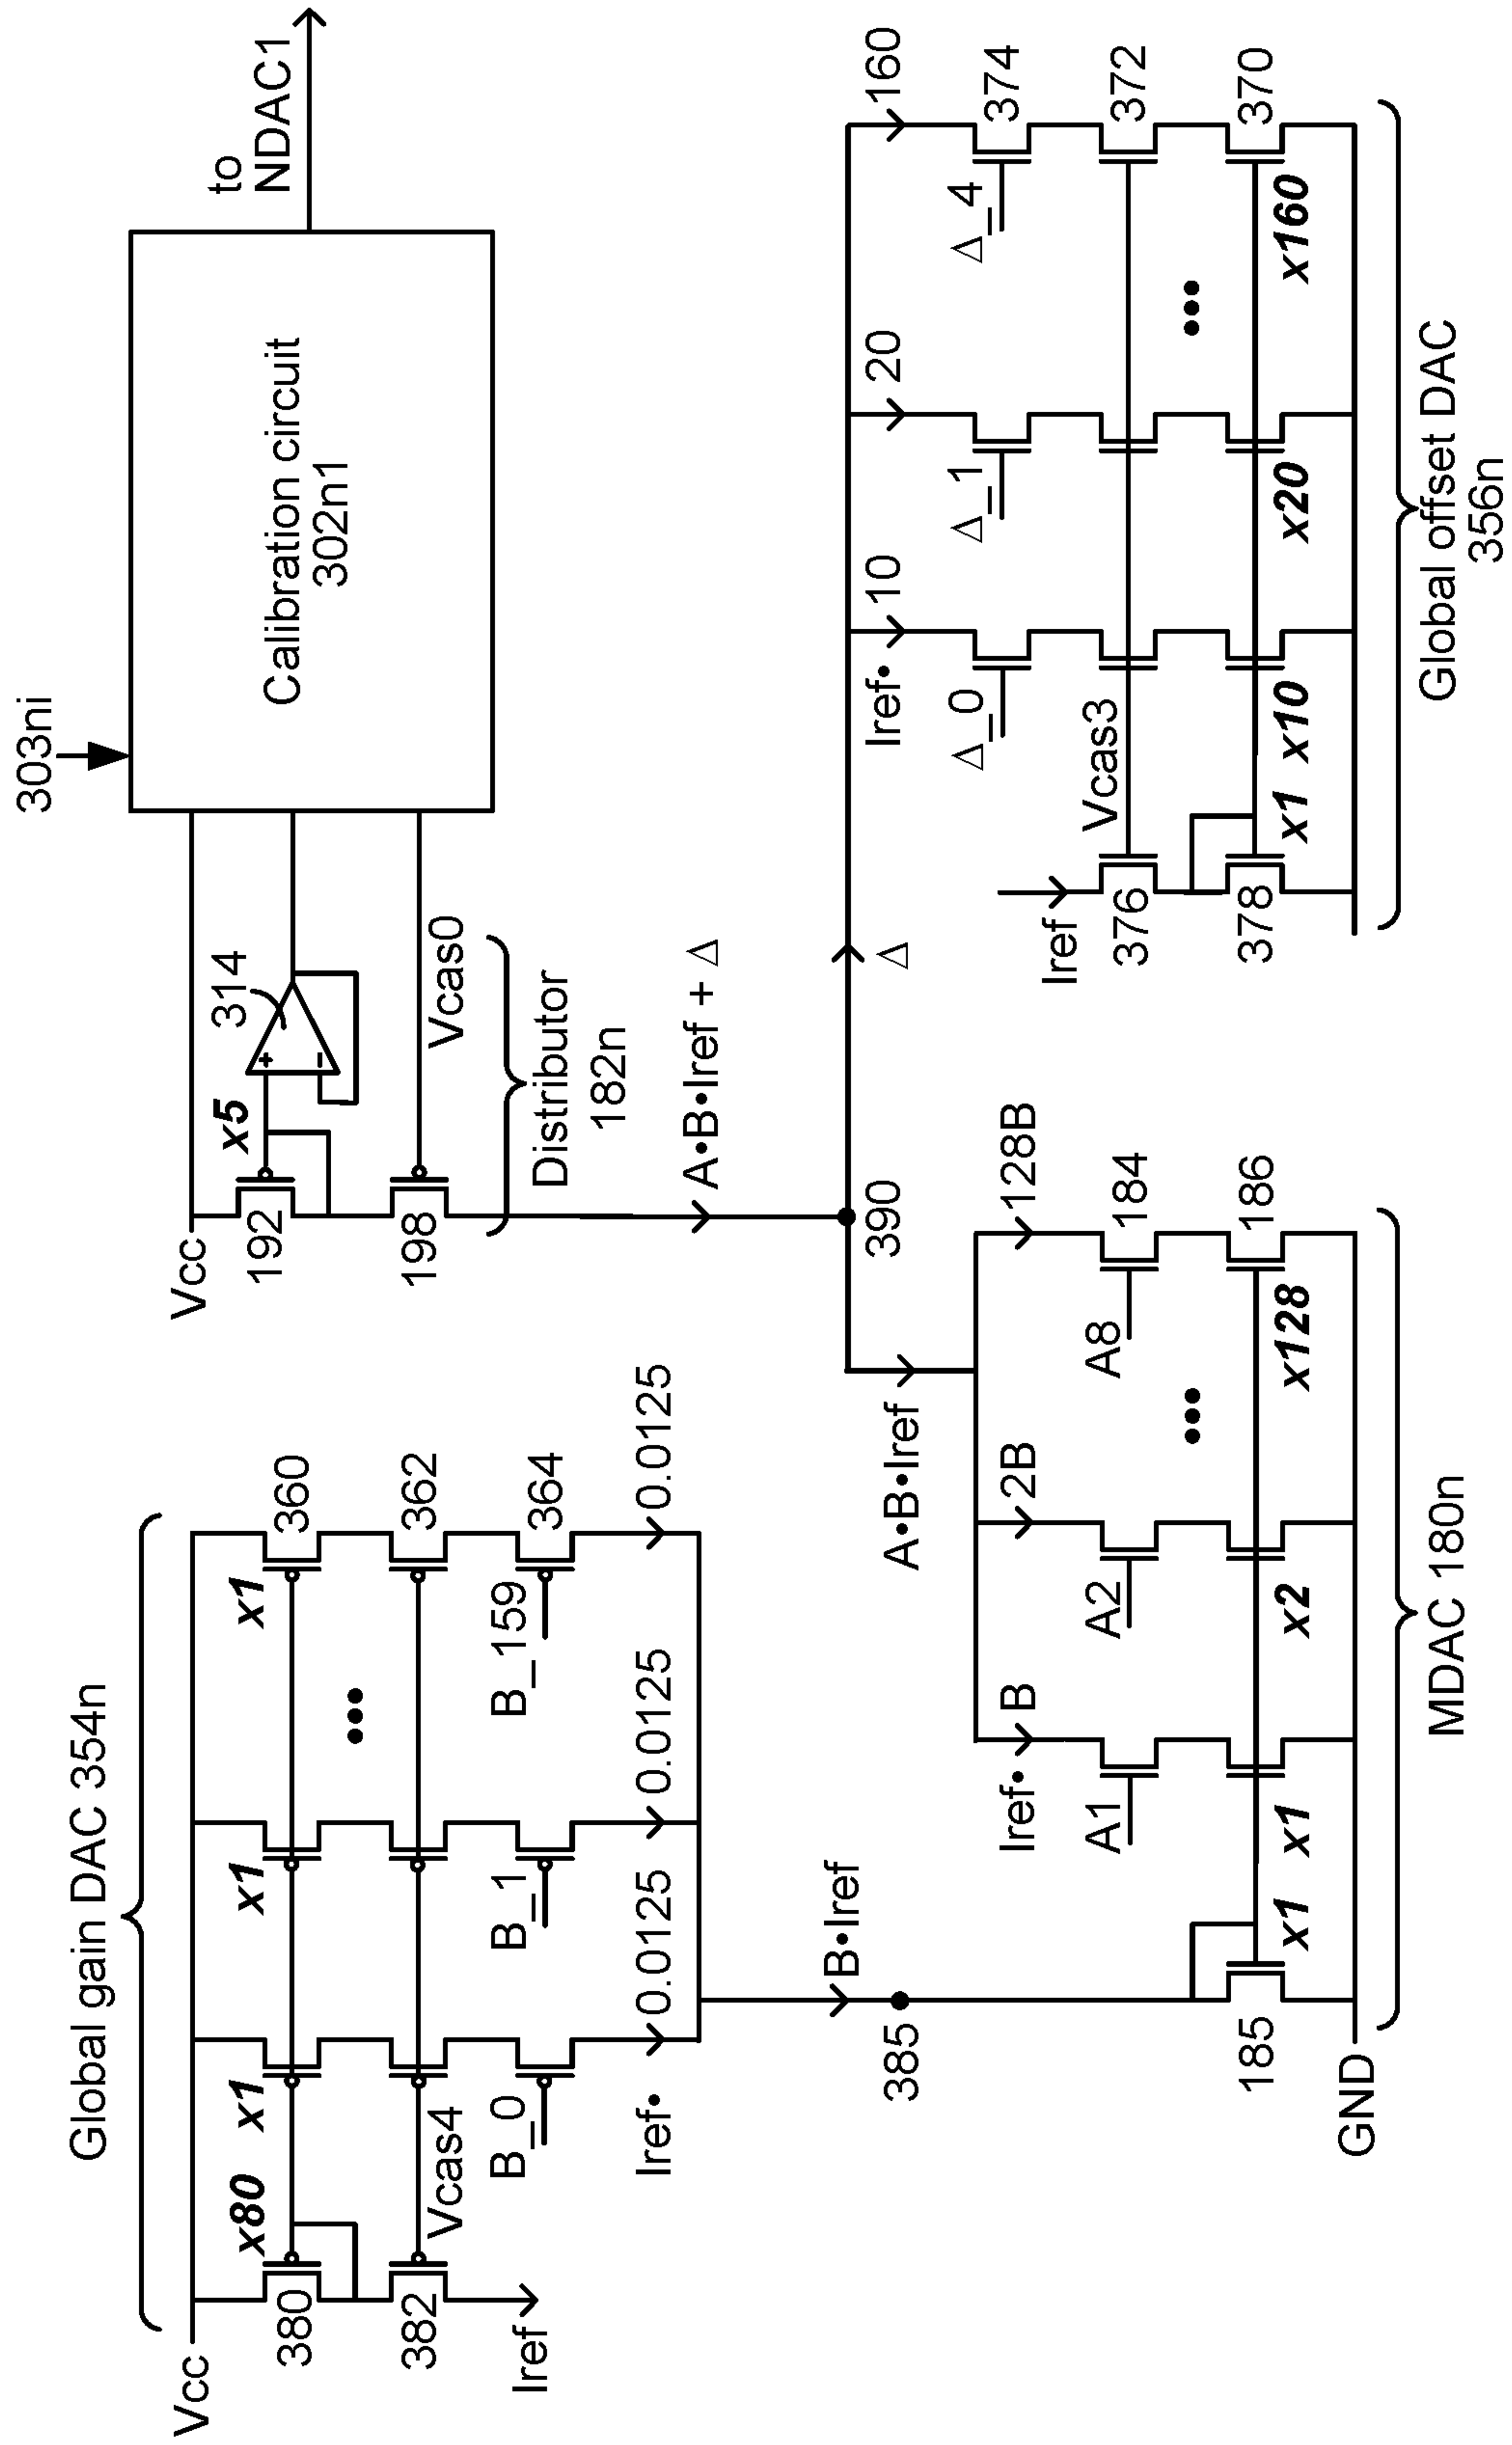 Global gain DAC 354n
Vcc
x80
x1
x1
x1
380
360
382
Vcas4
362
B_0
B_1
B_159
364
Iref
Iref•
0.0125
0.0125
0.0125
B•Iref
385
185
x1
x1
x2
x128
Iref•
B
2B
128B
A1
A2
A8
184
186
GND
MDAC 180n
A•B•Iref
390
A•B•Iref + △
△
Vcc
192
x5
314
+
-
198
Vcas0
Distributor
182n
303ni
Calibration circuit
302n1
to
NDAC1
Iref•
10
20
160
△_0
△_1
△_4
374
Iref
376
Vcas3
372
378
370
x1
x10
x20
x160
Global offset DAC
356n